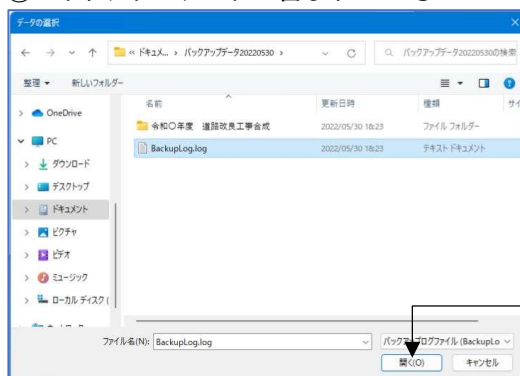 データの選択
« ドキュメ... › バックアップデータ20220530 ›
バックアップデータ20220530の検索
整理 新しいフォルダー
名前 更新日時 種類
令和〇年度 道路改良工事合成 2022/05/30 18:23 ファイル フォルダー
BackupLog.log 2022/05/30 18:23 テキスト ドキュメント
OneDrive
PC
ダウンロード
デスクトップ
ドキュメント
ピクチャ
ビデオ
ミュージック
ローカル ディスク (
ファイル名(N): BackupLog.log
開く(O) キャンセル